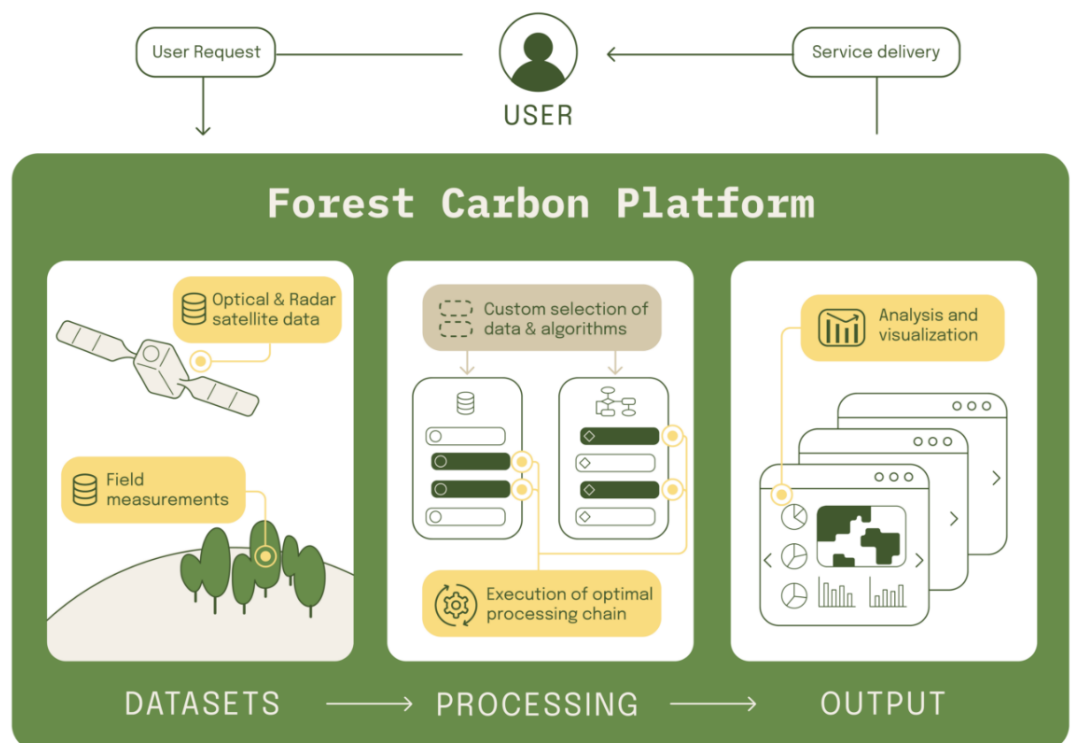 User Request
Service delivery
USER
Forest Carbon Platform
Optical & Radar
satellite data
Field
measurements
Custom selection of
data & algorithms
Execution of optimal
processing chain
Analysis and
visualization
DATASETS
PROCESSING
OUTPUT